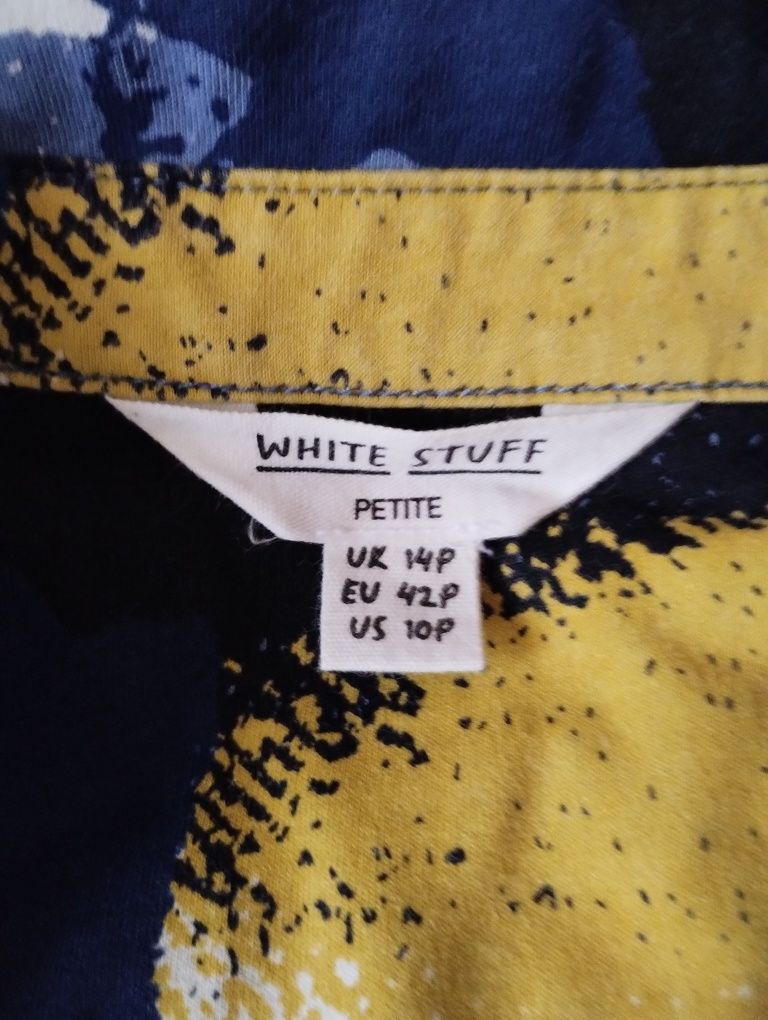 WHITE STUFF
PETITE
UK 14P
EU 42P
US 10P